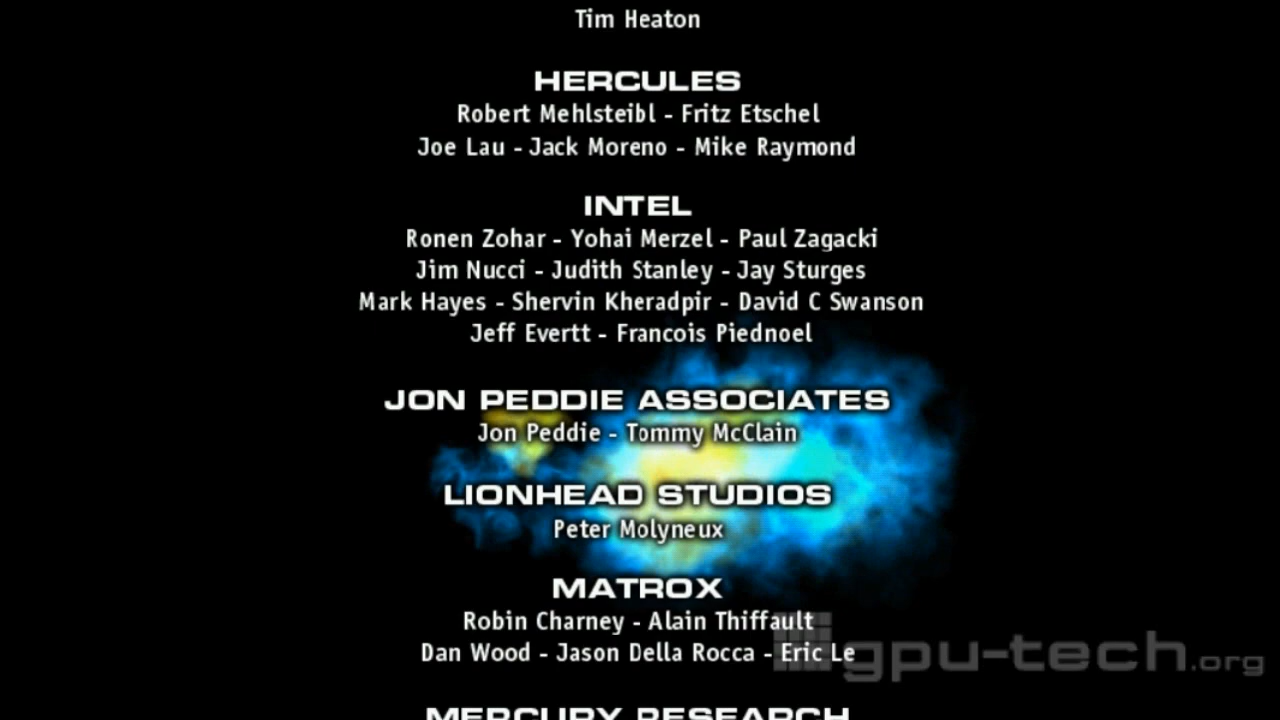 Tim Heaton
HERCULES
Robert Mehlsteibl - Fritz Etschel
Joe Lau - Jack Moreno - Mike Raymond
INTEL
Ronen Zohar - Yohai Merzel - Paul Zagacki
Jim Nucci - Judith Stanley - Jay Sturges
Mark Hayes - Shervin Kheradpir - David C Swanson
Jeff Evertt - Francois Piednoel
JON PEDDIE ASSOCIATES
Jon Peddie - Tommy McClain
LIONHEAD STUDIOS
Peter Molyneux
MATROX
Robin Charney - Alain Thiffault
Dan Wood - Jason Della Rocca - Eric Le
gpu-tech.org
MERCURY RESEARCH